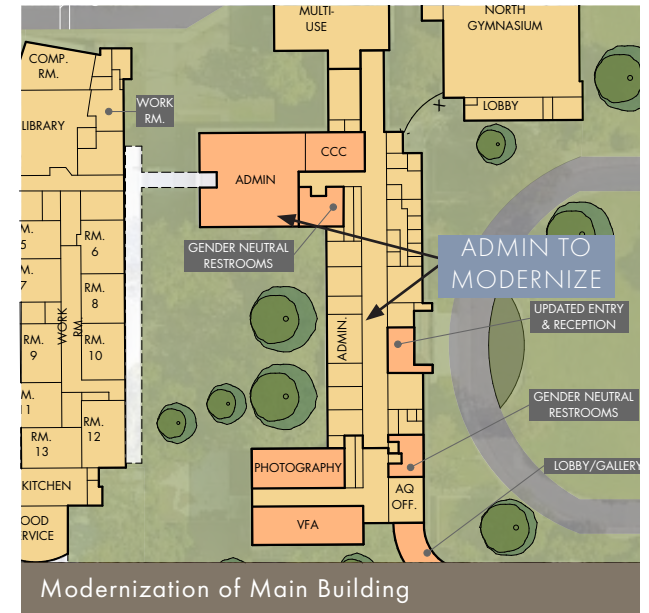 MULTI-
USE
NORTH
GYMNASIUM
COMP.
RM.
WORK
RM.
LOBBY
LIBRARY
CCC
ADMIN
GENDER NEUTRAL
RESTROOMS
ADMIN TO
MODERNIZE
RM.
6
RM.
8
WORK
RM.
RM.
9
RM.
10
ADMIN.
UPDATED ENTRY
& RECEPTION
GENDER NEUTRAL
RESTROOMS
RM.
12
RM.
13
PHOTOGRAPHY
LOBBY/GALLERY
KITCHEN
AQ
OFF.
VFA
OOD
RVICE
Modernization of Main Building